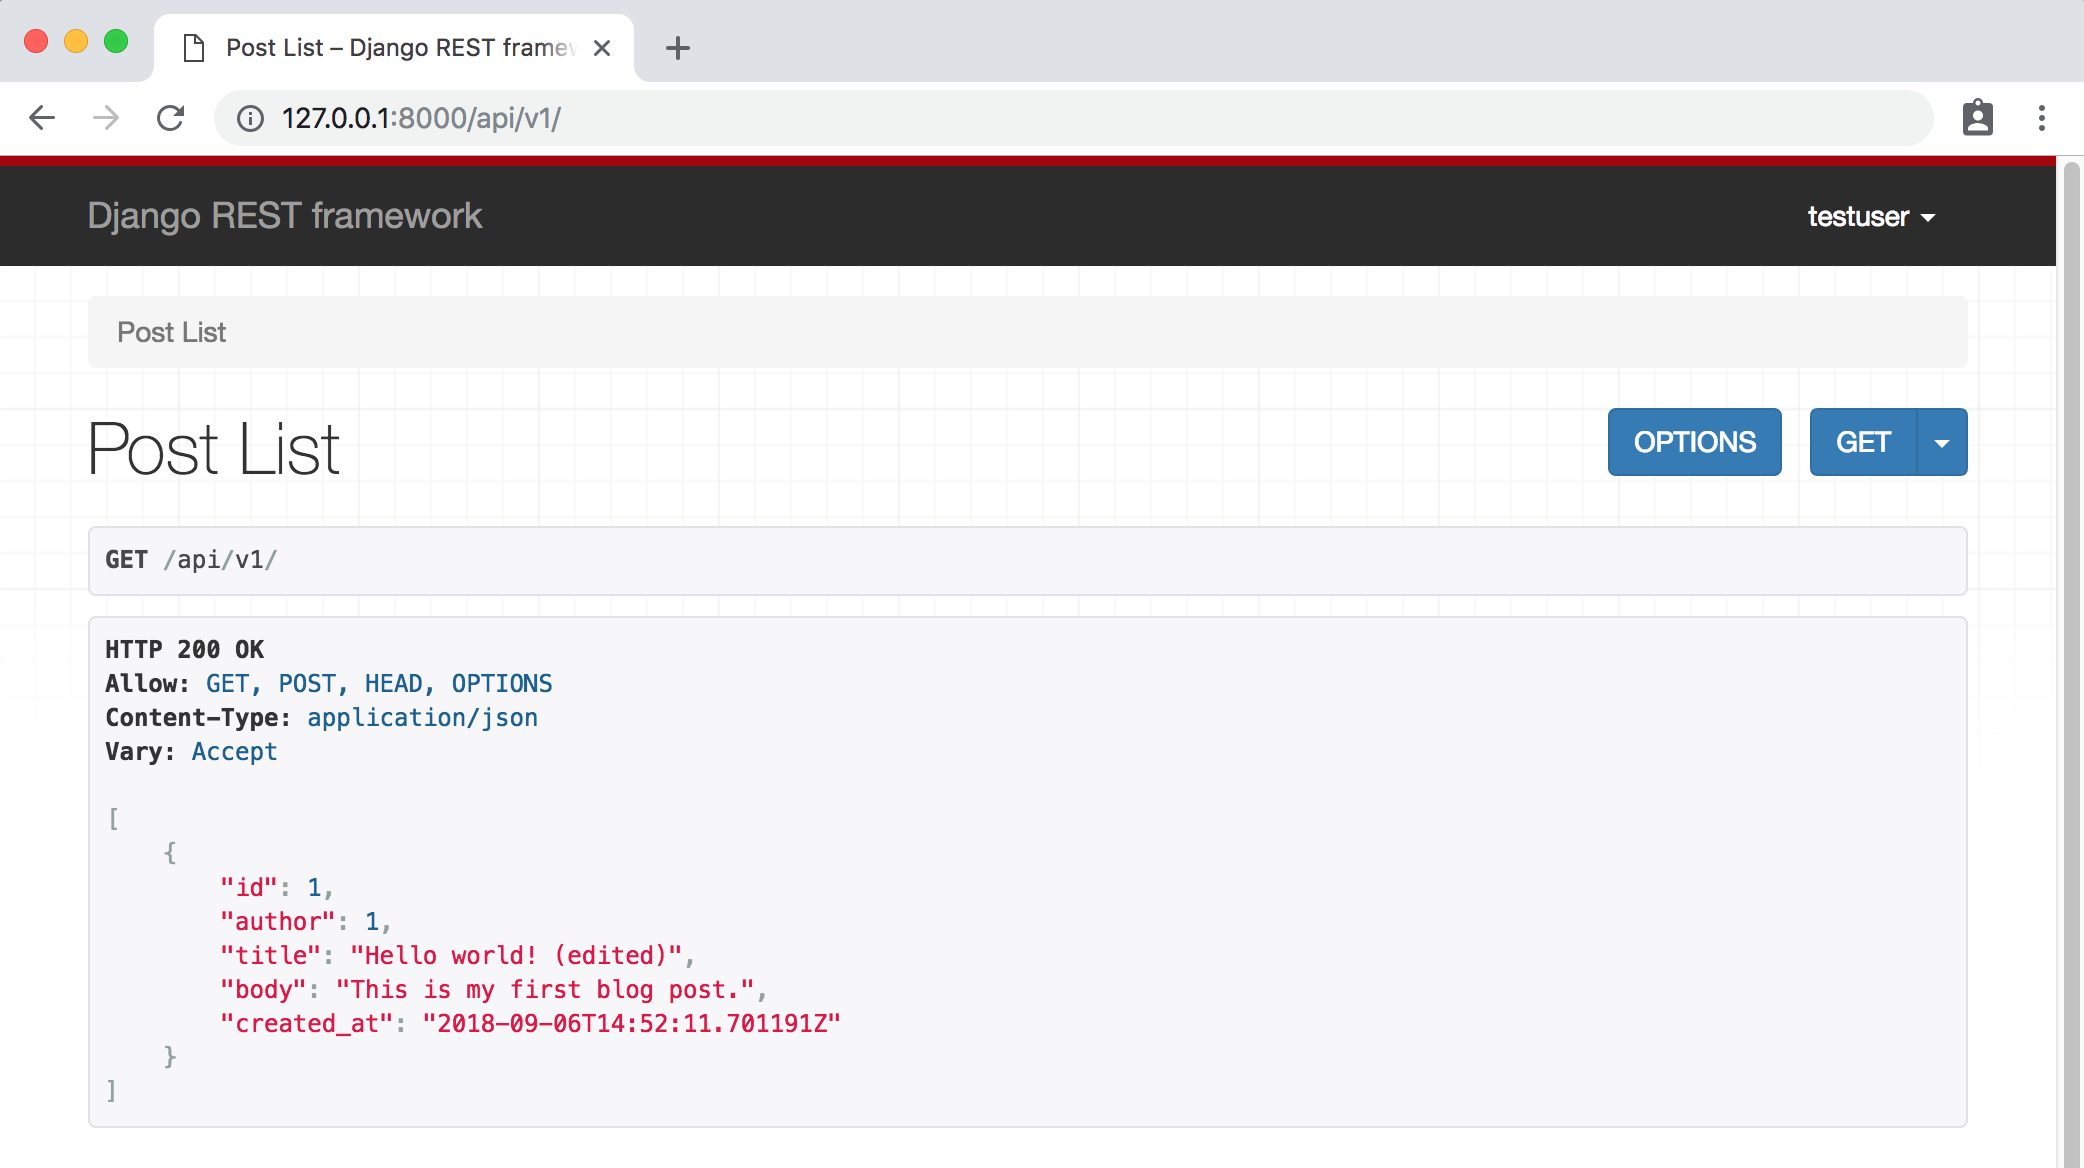 Post List – Django REST frame
127.0.0.1:8000/api/v1/
Django REST framework
testuser
Post List
Post List
OPTIONS
GET
GET /api/v1/
HTTP 200 OK
Allow: GET, POST, HEAD, OPTIONS
Content-Type: application/json
Vary: Accept
[
    {
        "id": 1,
        "author": 1,
        "title": "Hello world! (edited)",
        "body": "This is my first blog post.",
        "created_at": "2018-09-06T14:52:11.701191Z"
    }
]